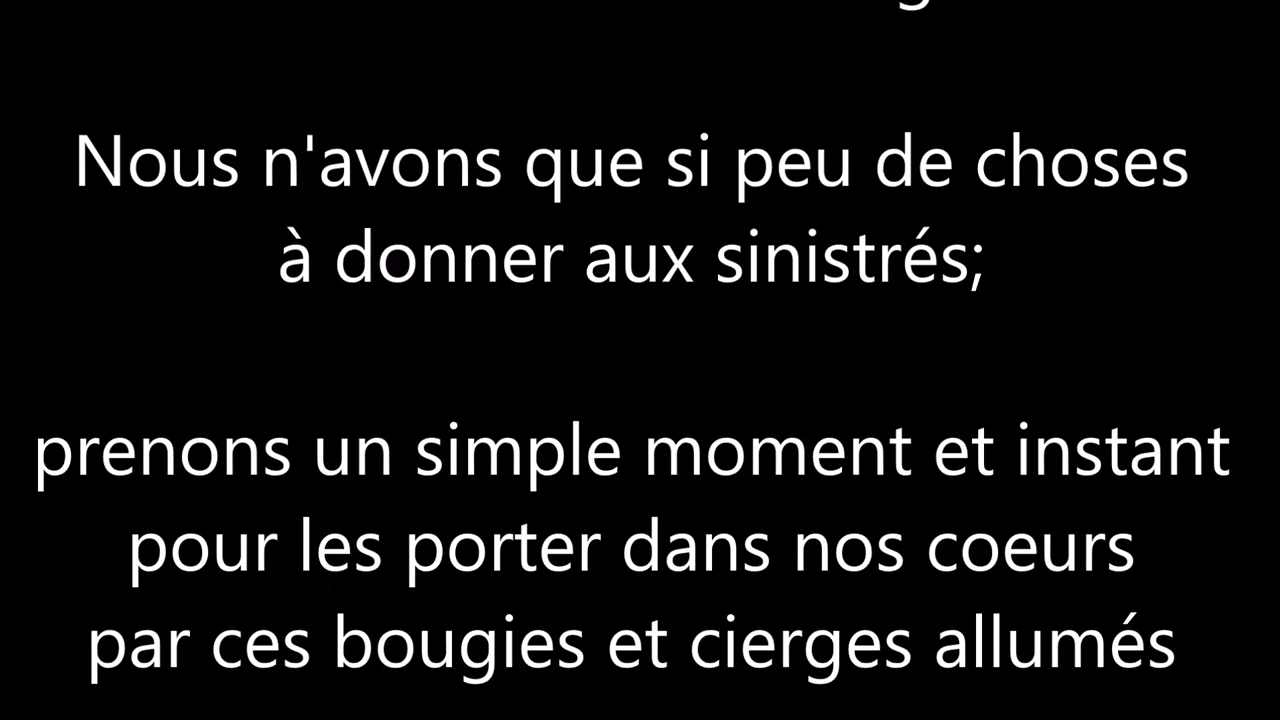 Nous n'avons que si peu de choses
à donner aux sinistrés;
prenons un simple moment et instant
pour les porter dans nos coeurs
par ces bougies et cierges allumés